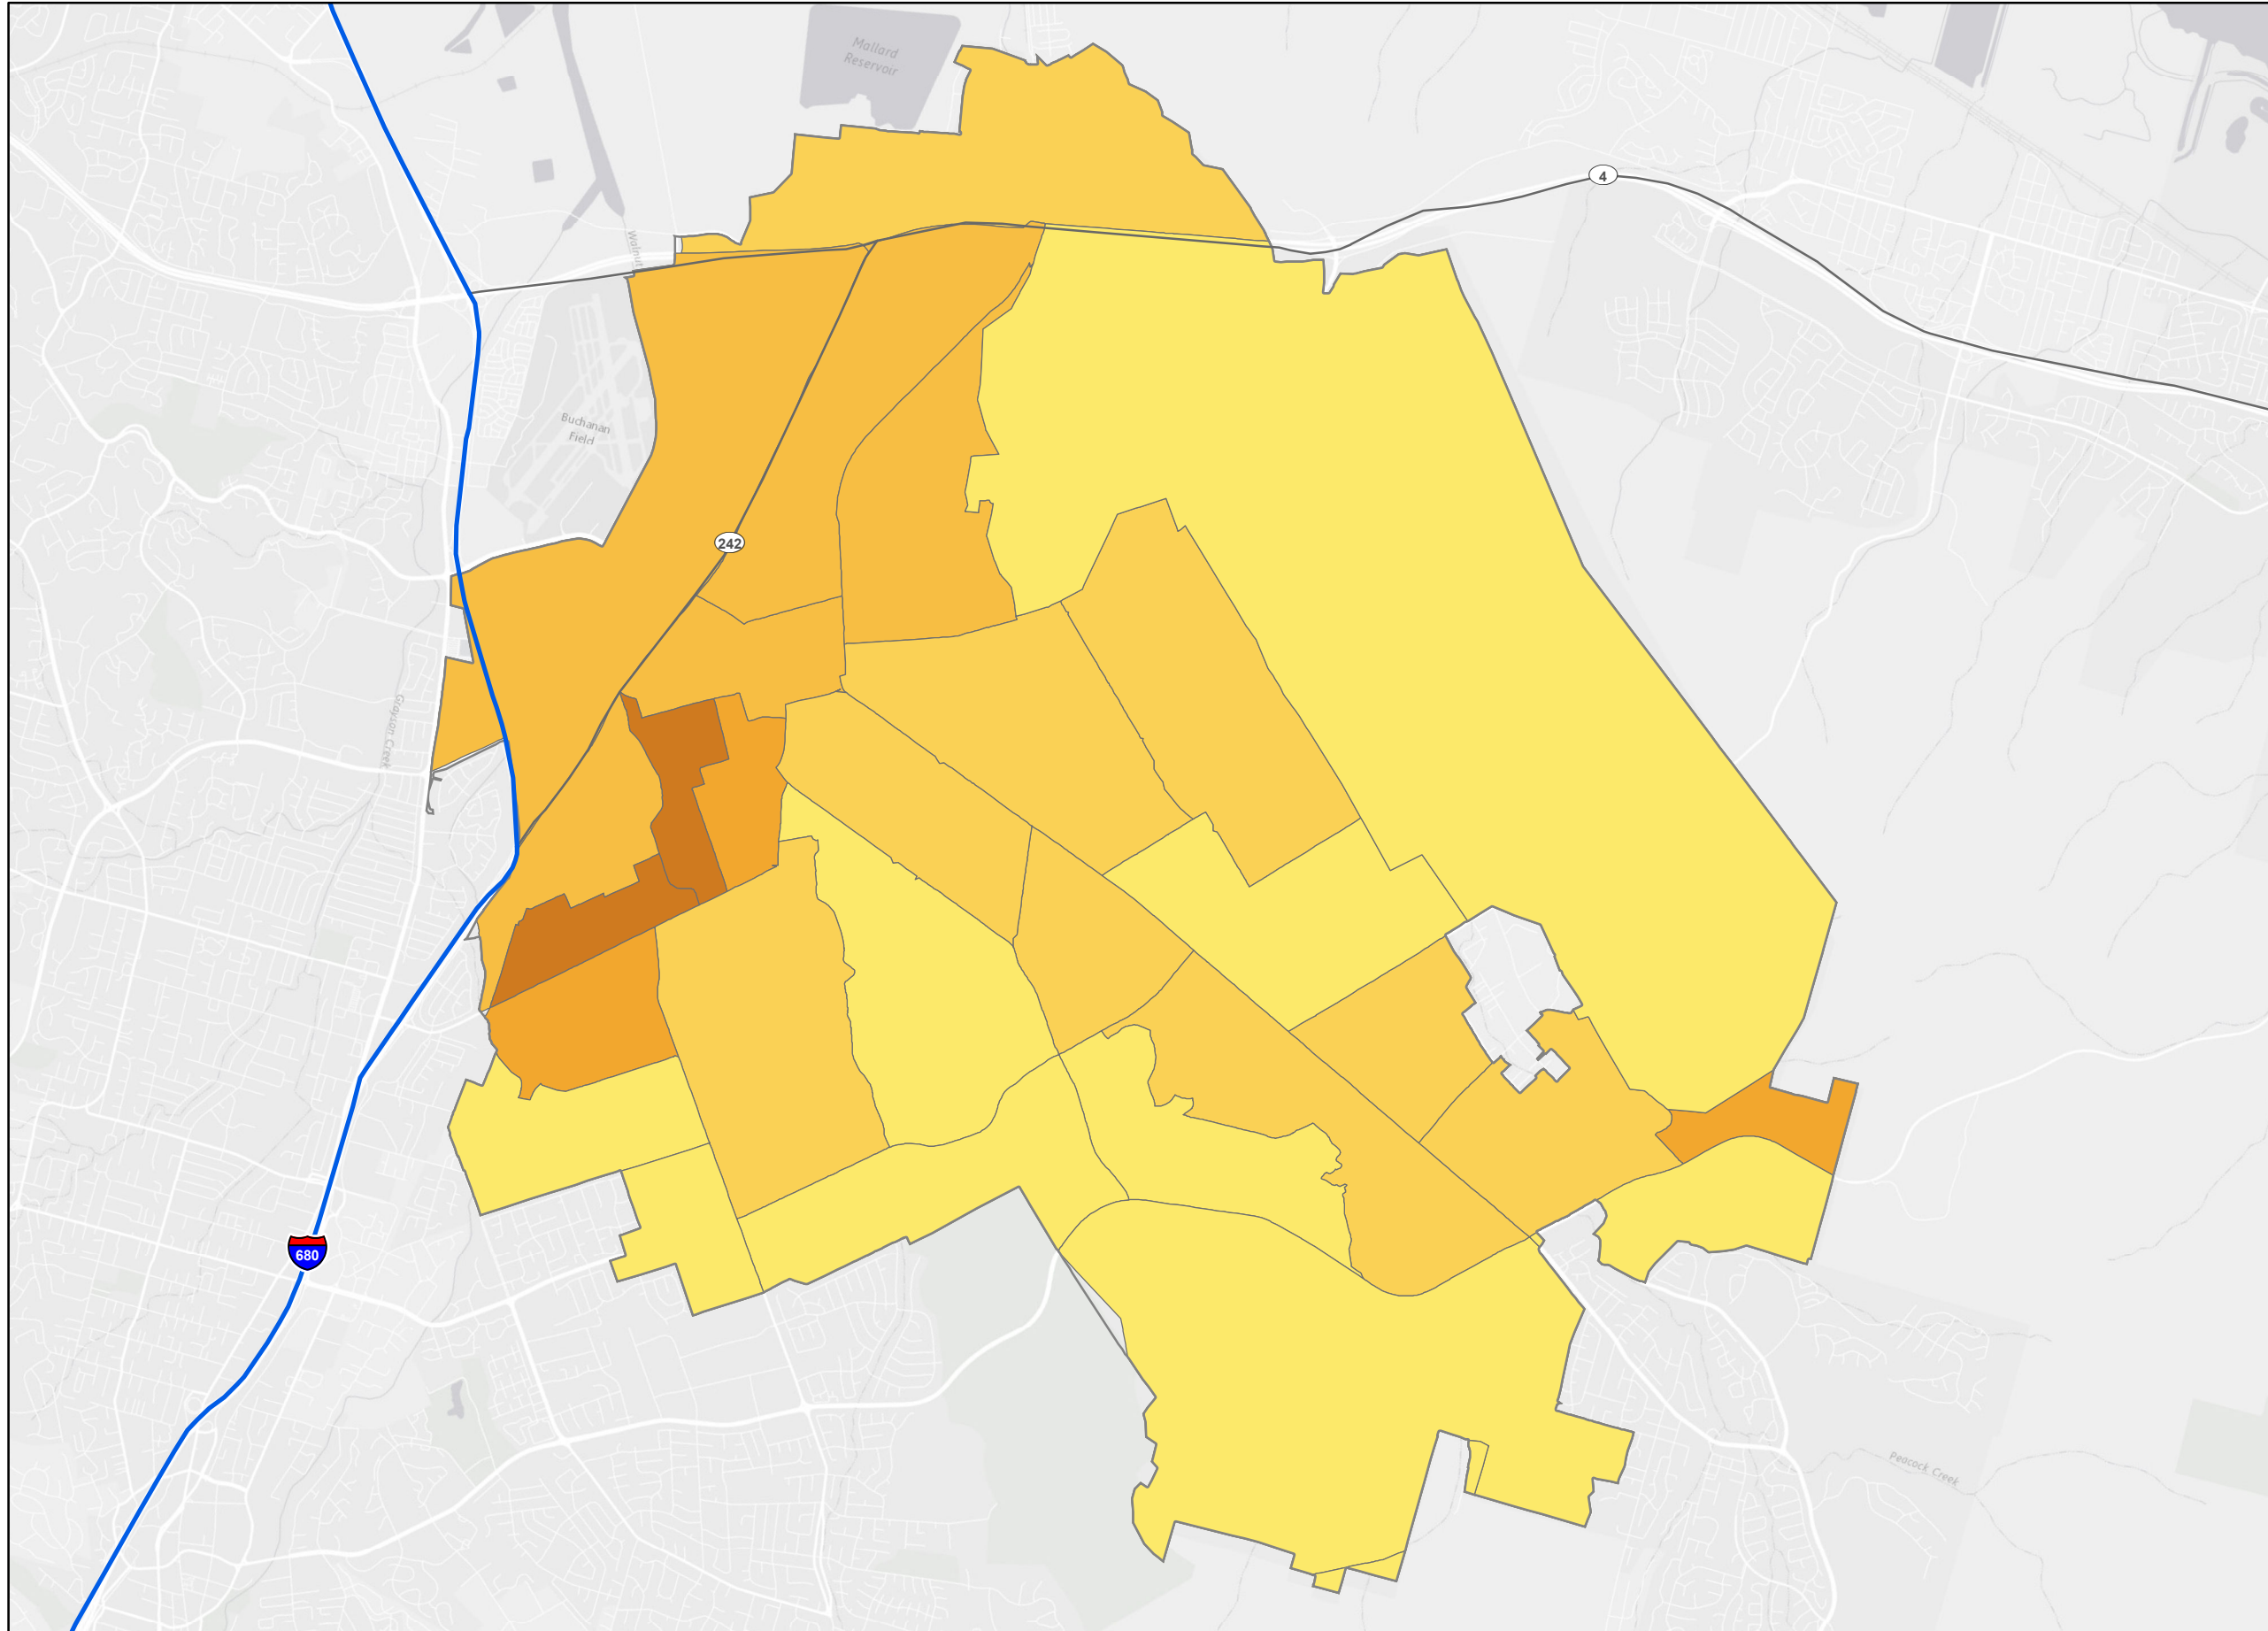 Mallard
Reservoir
4
Walnut
Buchanan
Field
242
Grayson Creek
680
Peacock Creek